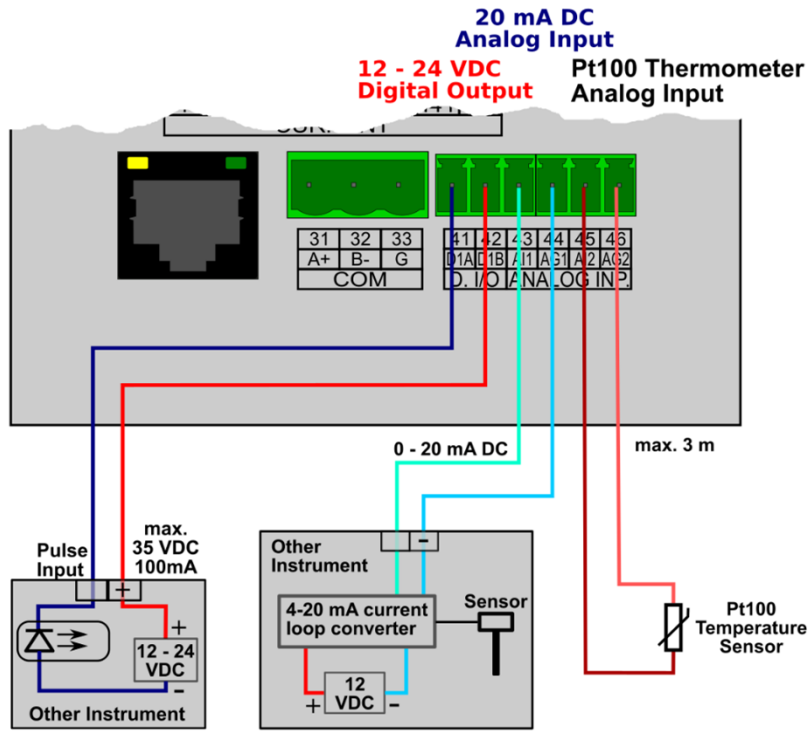 20 mA DC
Analog Input
12 - 24 VDC
Digital Output
Pt100 Thermometer
Analog Input
31 32 33
A+ B- G
COM
41 42 43 44 45 46
D1A D1B AI1 AG1 AI2 AG2
D. I/O ANALOG INP.
0 - 20 mA DC
max. 3 m
max.
35 VDC
100mA
Pulse
Input
+
+
12 - 24
VDC
-
Other Instrument
-
Other
Instrument
4-20 mA current
loop converter
Sensor
12
VDC
+ -
Pt100
Temperature
Sensor